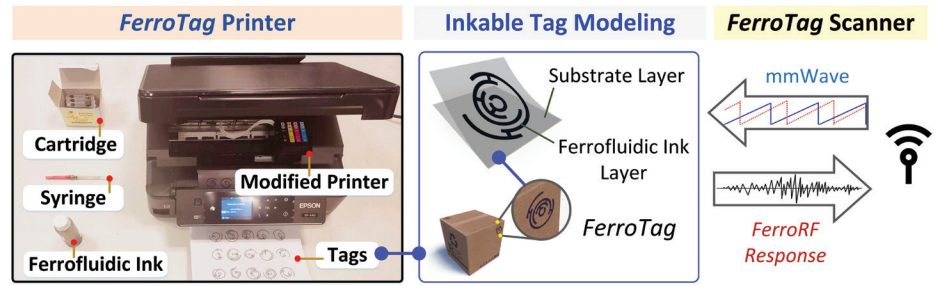 FerroTag Printer
Inkable Tag Modeling
FerroTag Scanner
Cartridge
Syringe
Ferrofluidic Ink
Modified Printer
EPSON
Tags
Substrate Layer
Ferrofluidic Ink
Layer
FerroTag
mmWave
FerroRF
Response